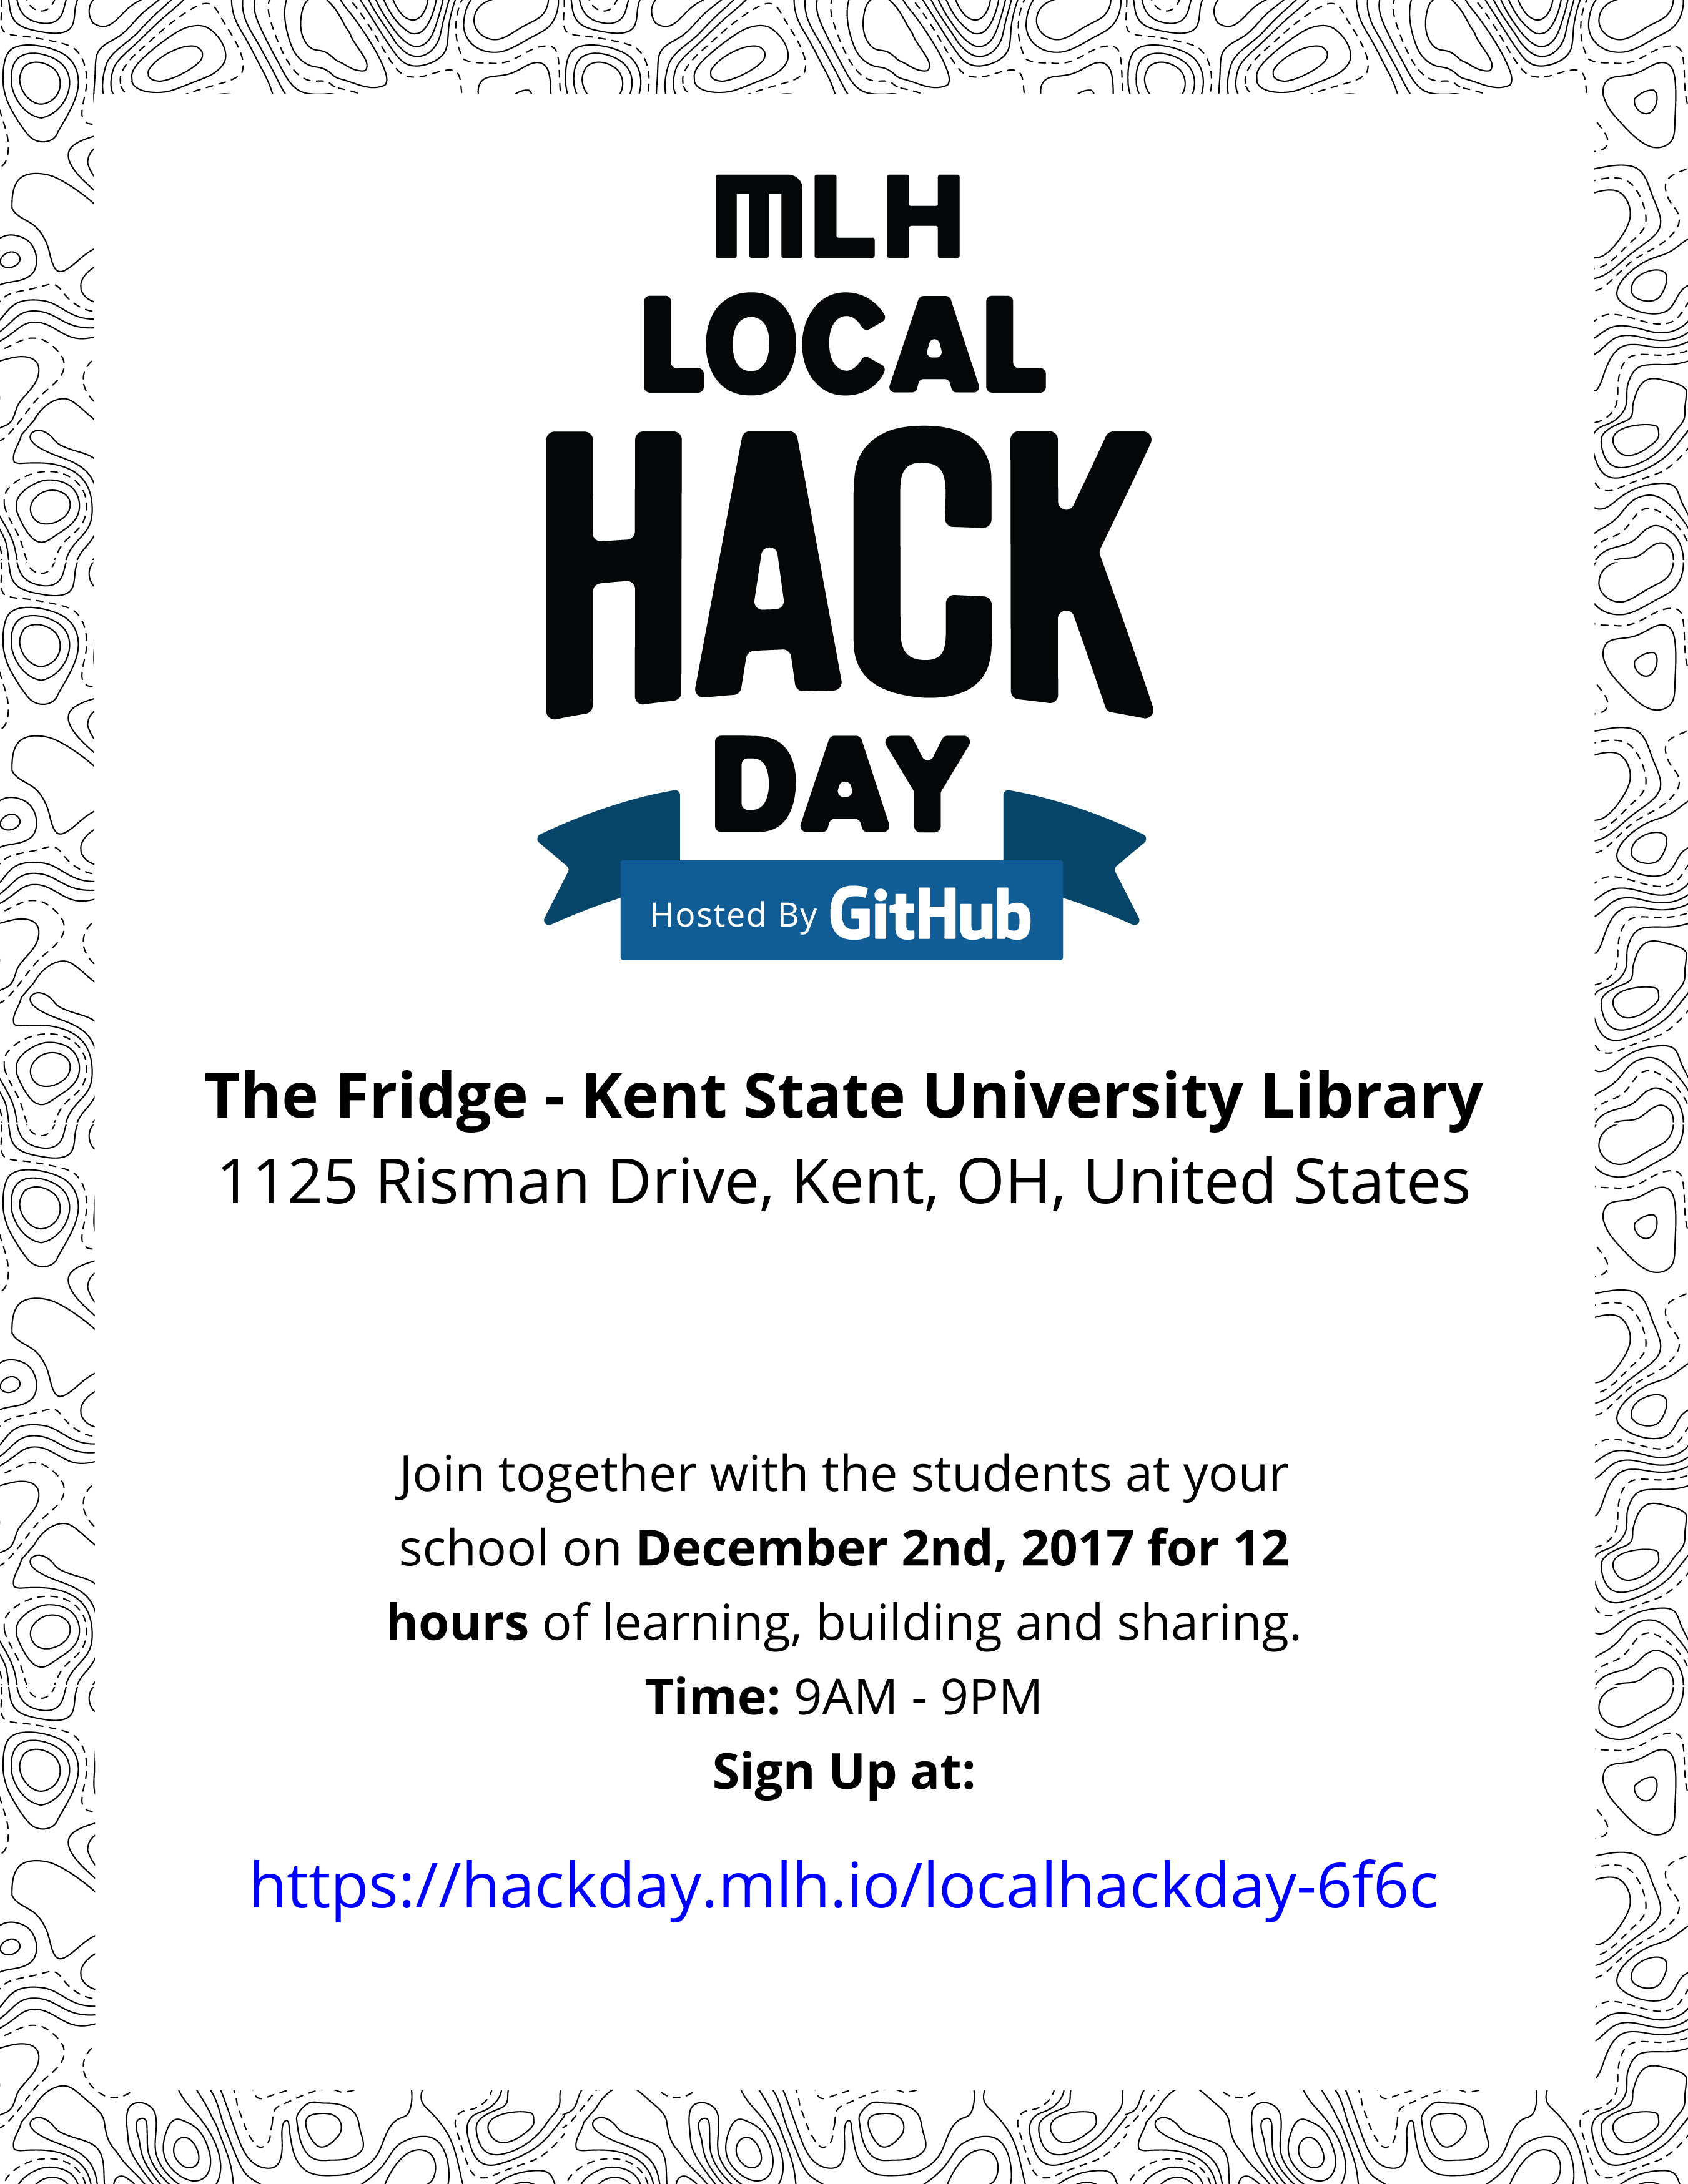 MLH
LOCAL
HACK
DAY
Hosted By GitHub
The Fridge - Kent State University Library
1125 Risman Drive, Kent, OH, United States
Join together with the students at your
school on December 2nd, 2017 for 12
hours of learning, building and sharing.
Time: 9AM - 9PM
Sign Up at:
https://hackday.mlh.io/localhackday-6f6c